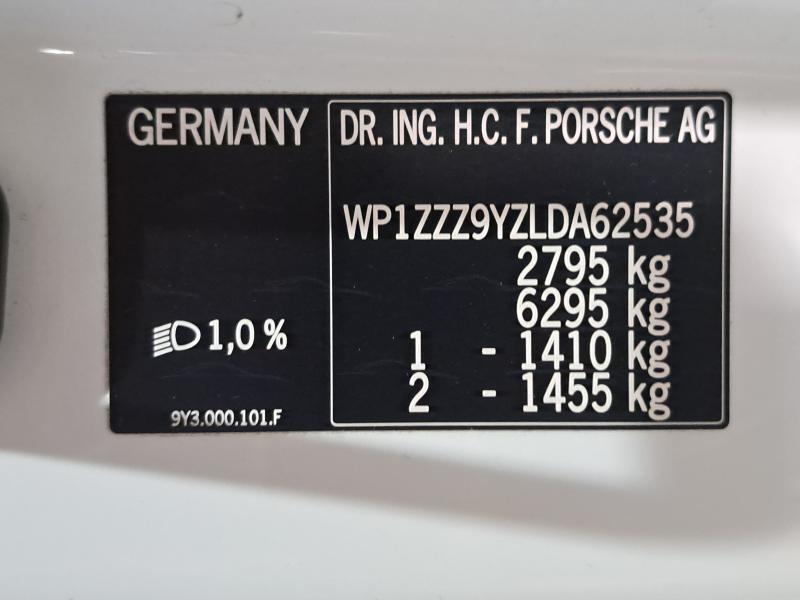 GERMANY
DR. ING. H.C. F. PORSCHE AG
WP1ZZZ9YZLDA62535
2795 kg
6295 kg
1 - 1410 kg
2 - 1455 kg
1,0 %
9Y3.000.101.F